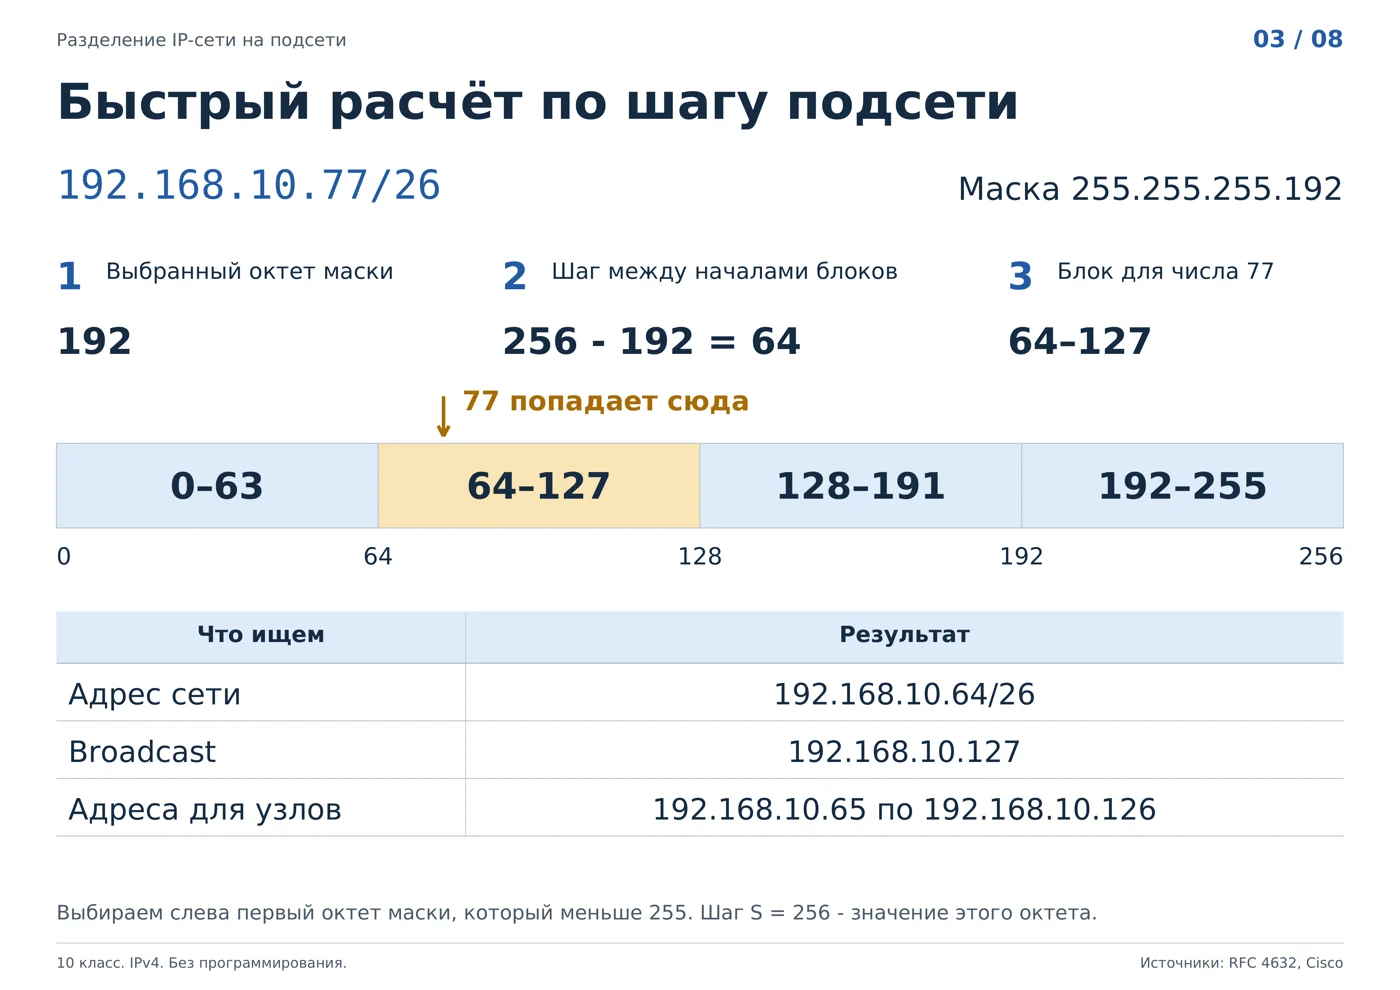 Разделение IP-сети на подсети
03 / 08
Быстрый расчёт по шагу подсети
192.168.10.77/26
Маска 255.255.255.192
1 Выбранный октет маски
192
2 Шаг между началами блоков
256 - 192 = 64
3 Блок для числа 77
64–127
77 попадает сюда
0–63 64–127 128–191 192–255
0 64 128 192 256
Что ищем Результат
Адрес сети 192.168.10.64/26
Broadcast 192.168.10.127
Адреса для узлов 192.168.10.65 по 192.168.10.126
Выбираем слева первый октет маски, который меньше 255. Шаг S = 256 - значение этого октета.
10 класс. IPv4. Без программирования.
Источники: RFC 4632, Cisco